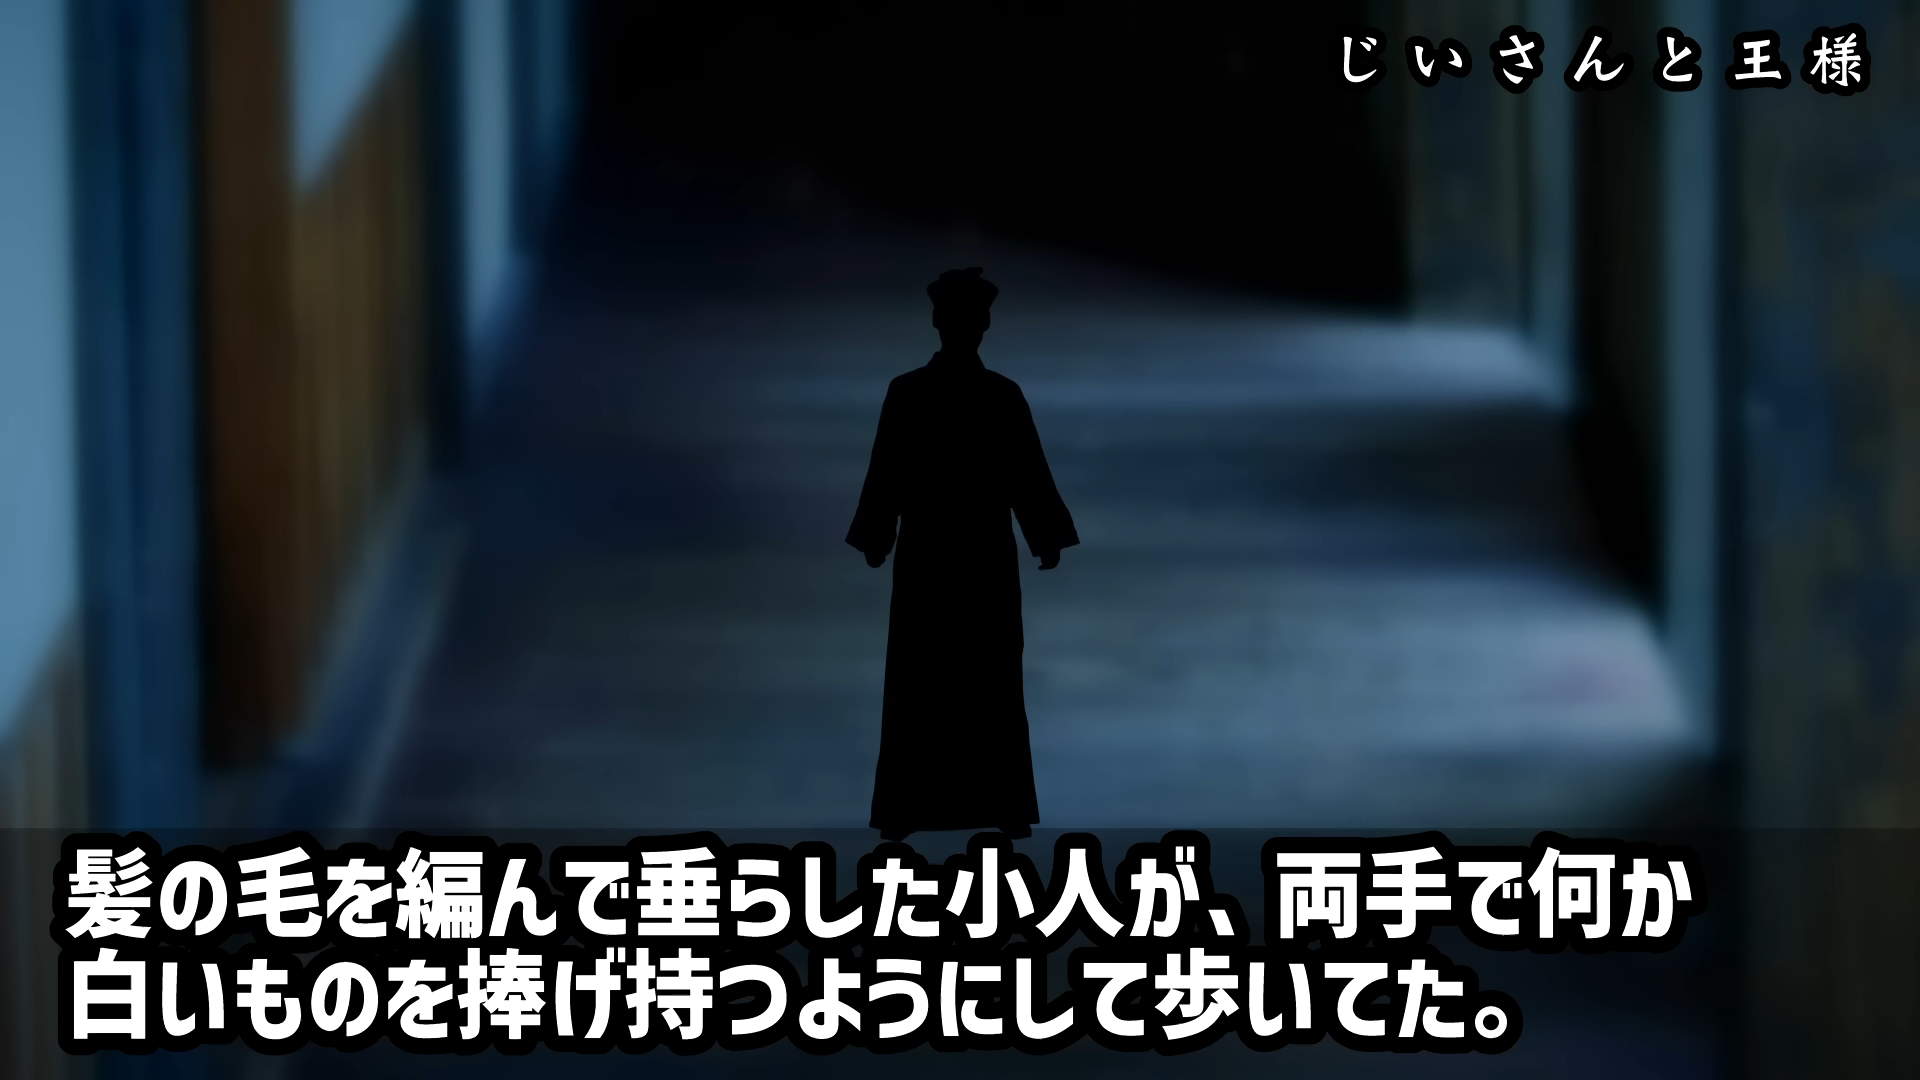 じいさんと王様
髪の毛を編んで垂らした小人が、両手で何か
白いものを捧げ持つようにして歩いてた。